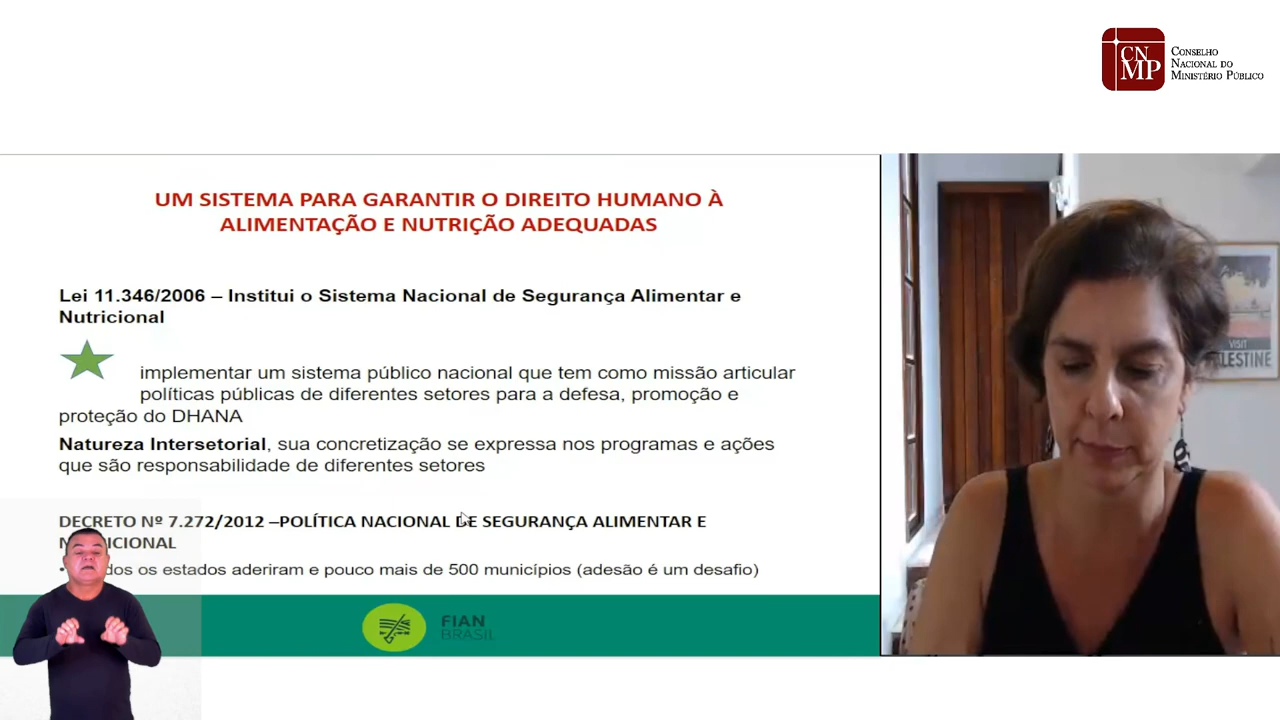 CN
MP
CONSELHO
NACIONAL DO
MINISTÉRIO PÚBLICO
UM SISTEMA PARA GARANTIR O DIREITO HUMANO À
ALIMENTAÇÃO E NUTRIÇÃO ADEQUADAS
Lei 11.346/2006 – Institui o Sistema Nacional de Segurança Alimentar e
Nutricional
implementar um sistema público nacional que tem como missão articular
políticas públicas de diferentes setores para a defesa, promoção e
proteção do DHANA
Natureza Intersetorial, sua concretização se expressa nos programas e ações
que são responsabilidade de diferentes setores
DECRETO Nº 7.272/2012 –POLÍTICA NACIONAL DE SEGURANÇA ALIMENTAR E
os estados aderiram e pouco mais de 500 municípios (adesão é um desafio)
FIAN
BRASIL
VISIT